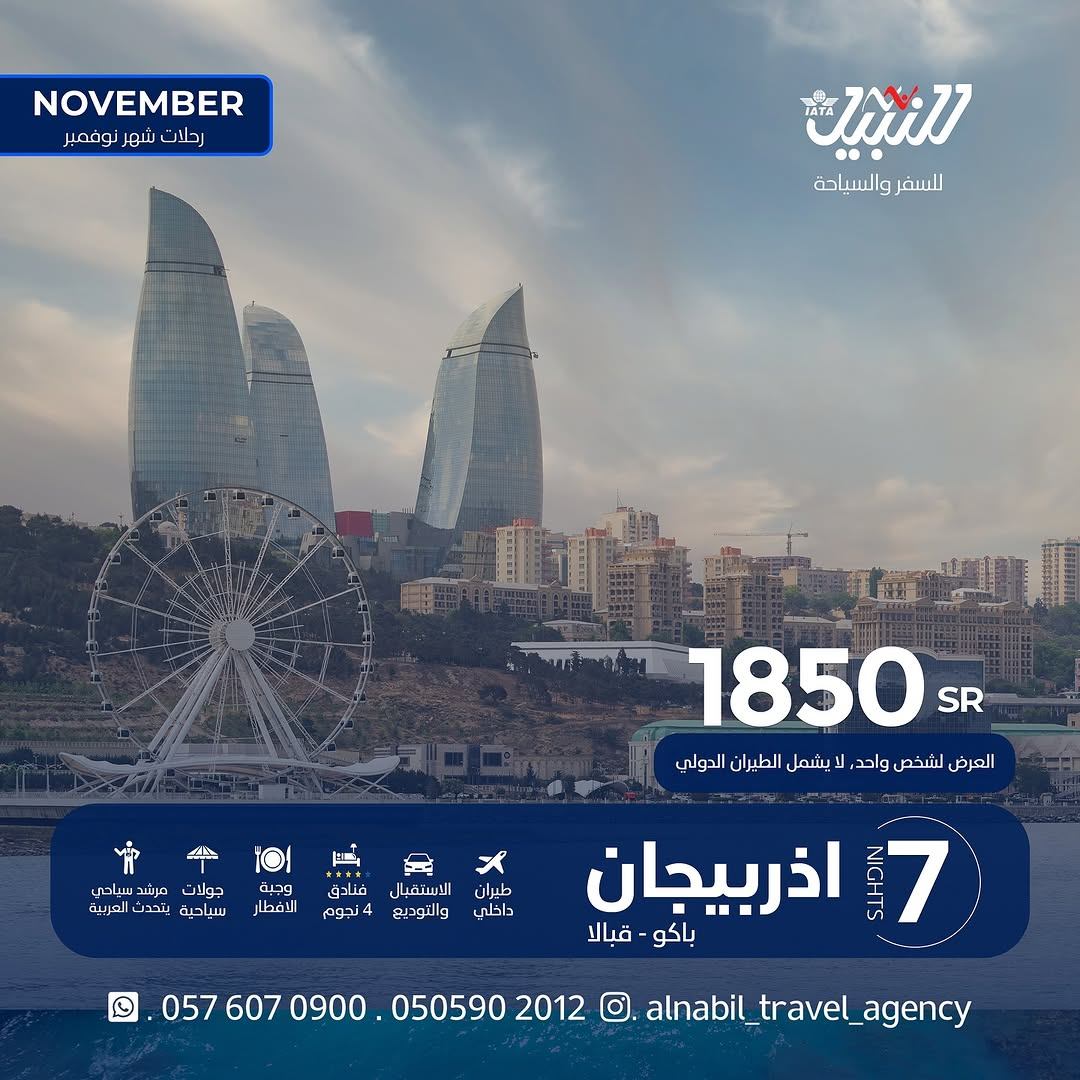 NOVEMBER
رحلات شهر نوفمبر
IATA
النبيل
للسفر والسياحة
1850 SR
العرض لشخص واحد، لا يشمل الطيران الدولي
7 NIGHTS
اذربيجان
باكو - قبالا
طيران
داخلي
الاستقبال
والتوديع
فنادق
4 نجوم
وجبة
الافطار
جولات
سياحية
مرشد سياحي
يتحدث العربية
. 057 607 0900 . 050590 2012 . alnabil_travel_agency